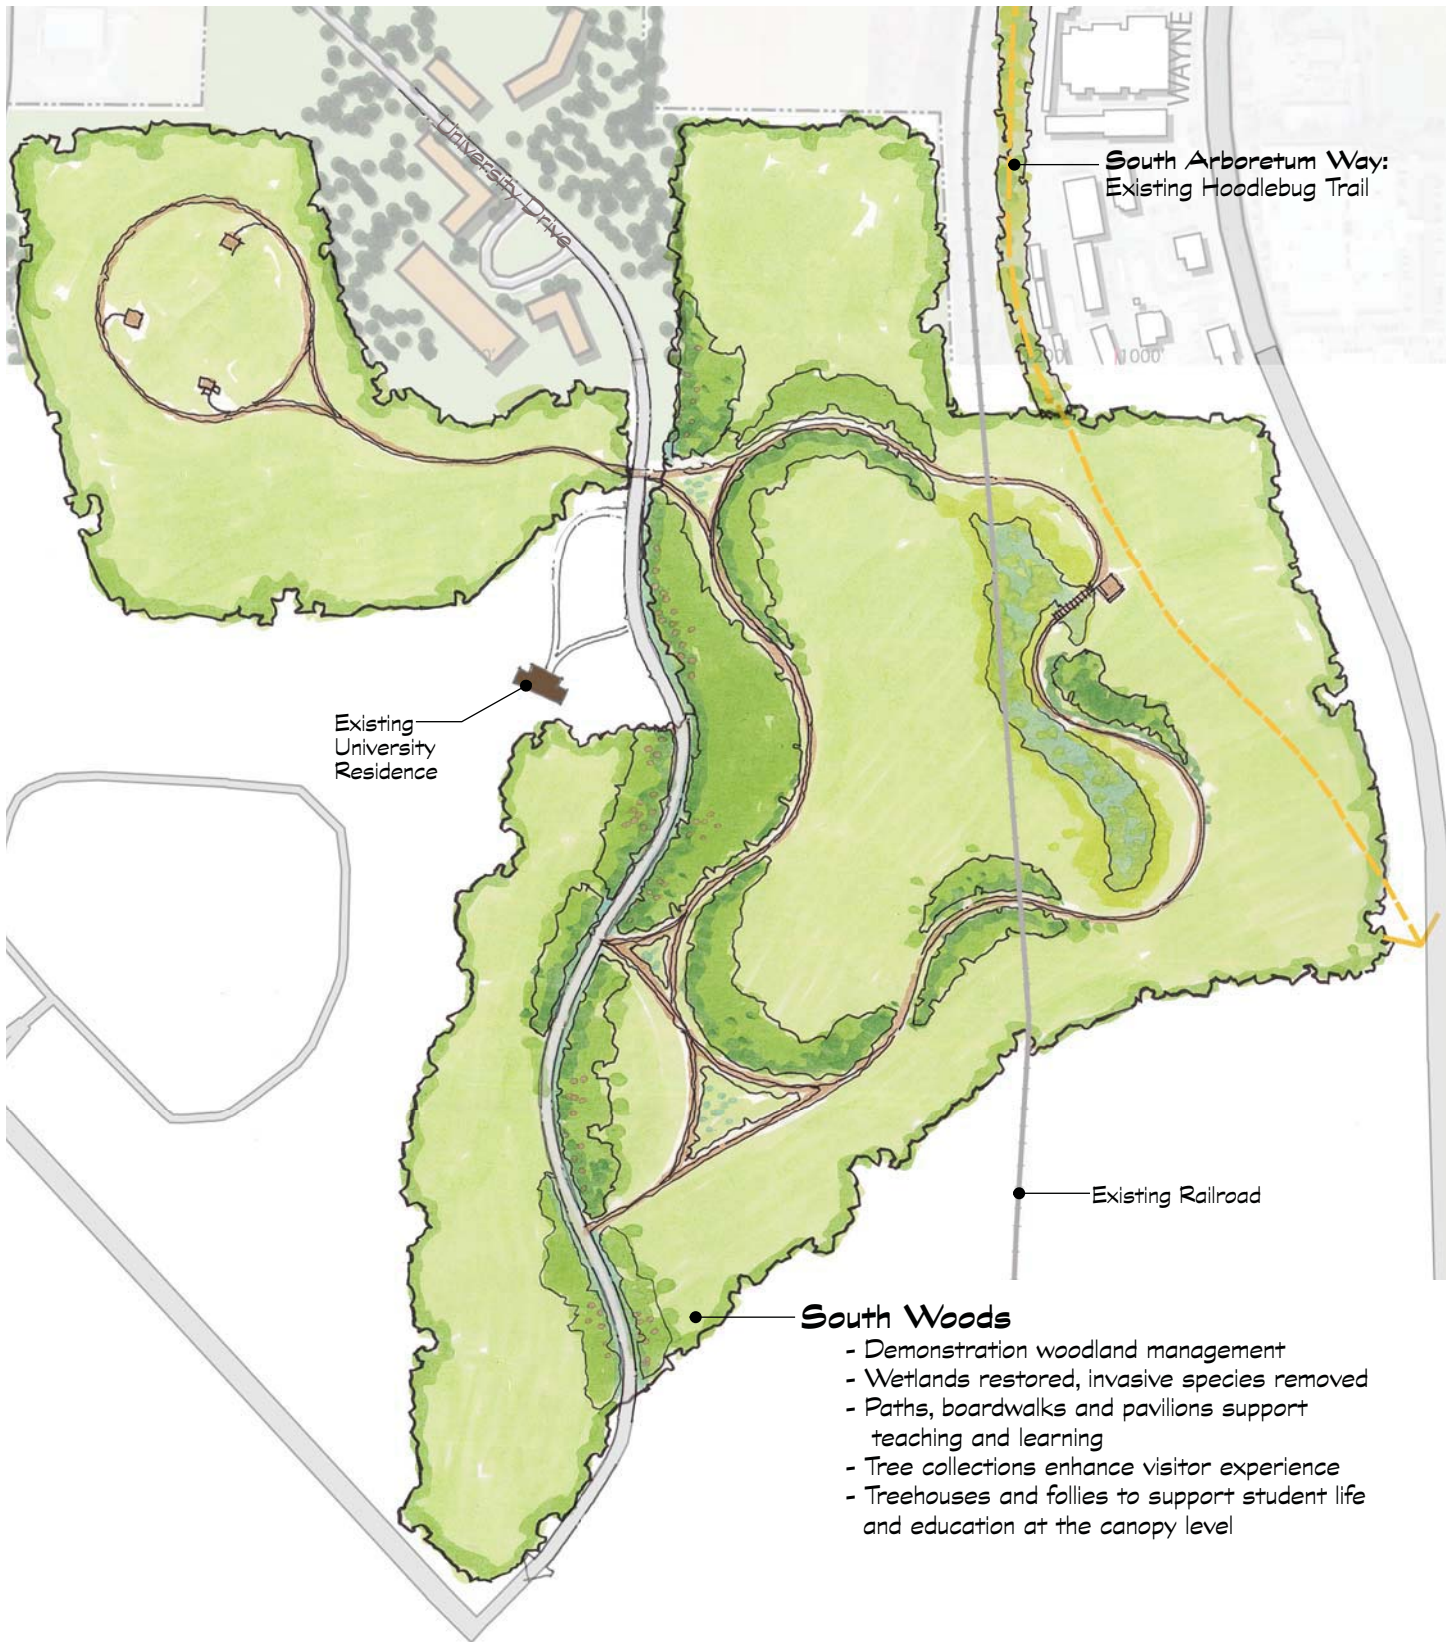 WAYNE
University Drive
South Arboretum Way:
Existing Hoodlebug Trail
1000'
Existing
University
Residence
Existing Railroad
South Woods
- Demonstration woodland management
- Wetlands restored, invasive species removed
- Paths, boardwalks and pavilions support
teaching and learning
- Tree collections enhance visitor experience
- Treehouses and follies to support student life
and education at the canopy level